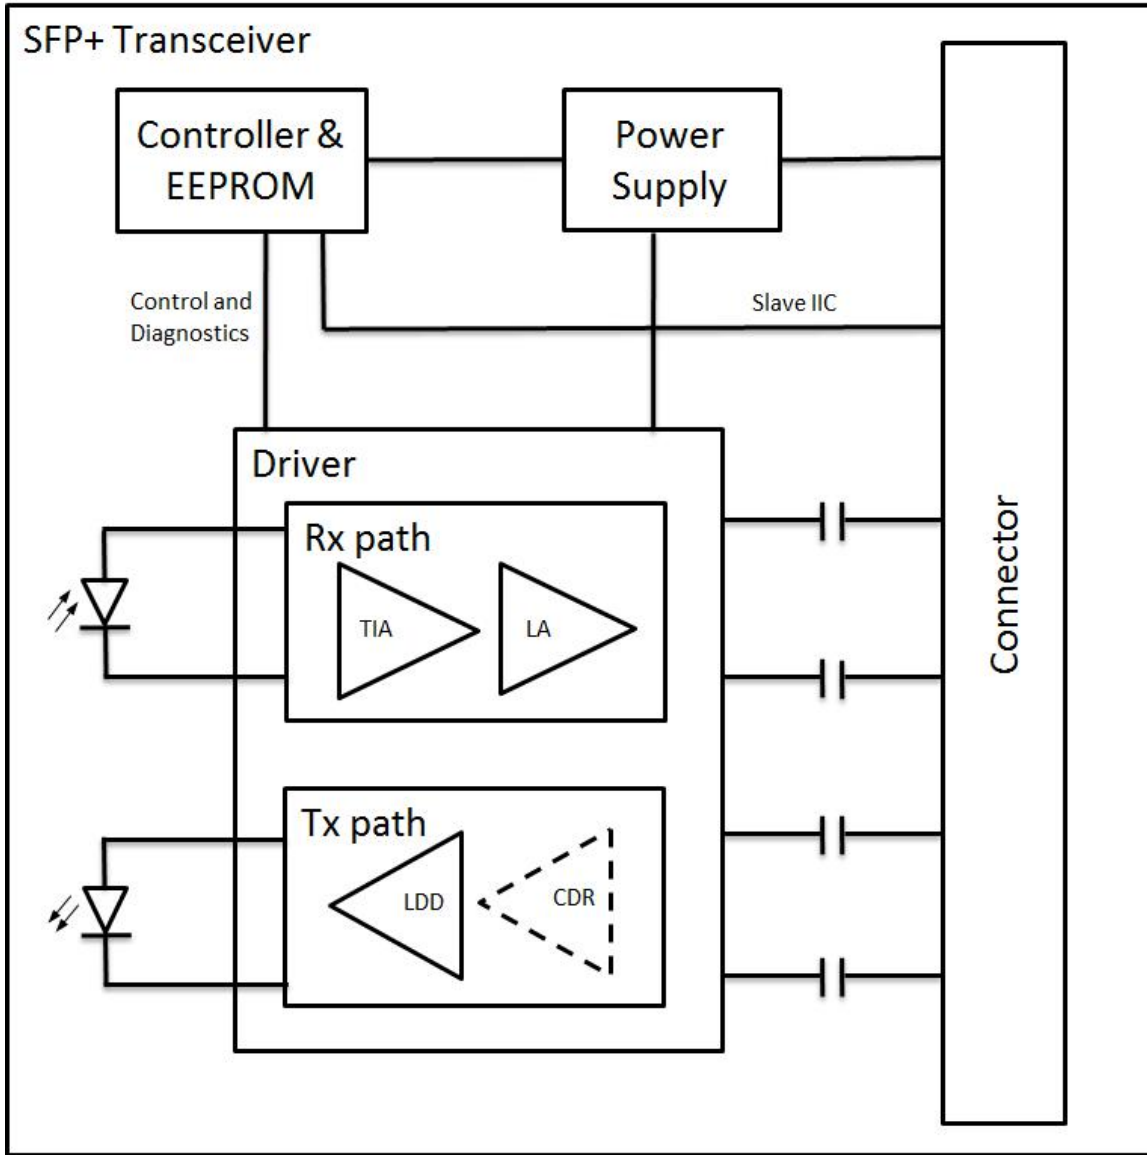 SFP+ Transceiver
Controller &
EEPROM
Power
Supply
Control and
Diagnostics
Slave IIC
Driver
Rx path
TIA
LA
Tx path
LDD
CDR
Connector